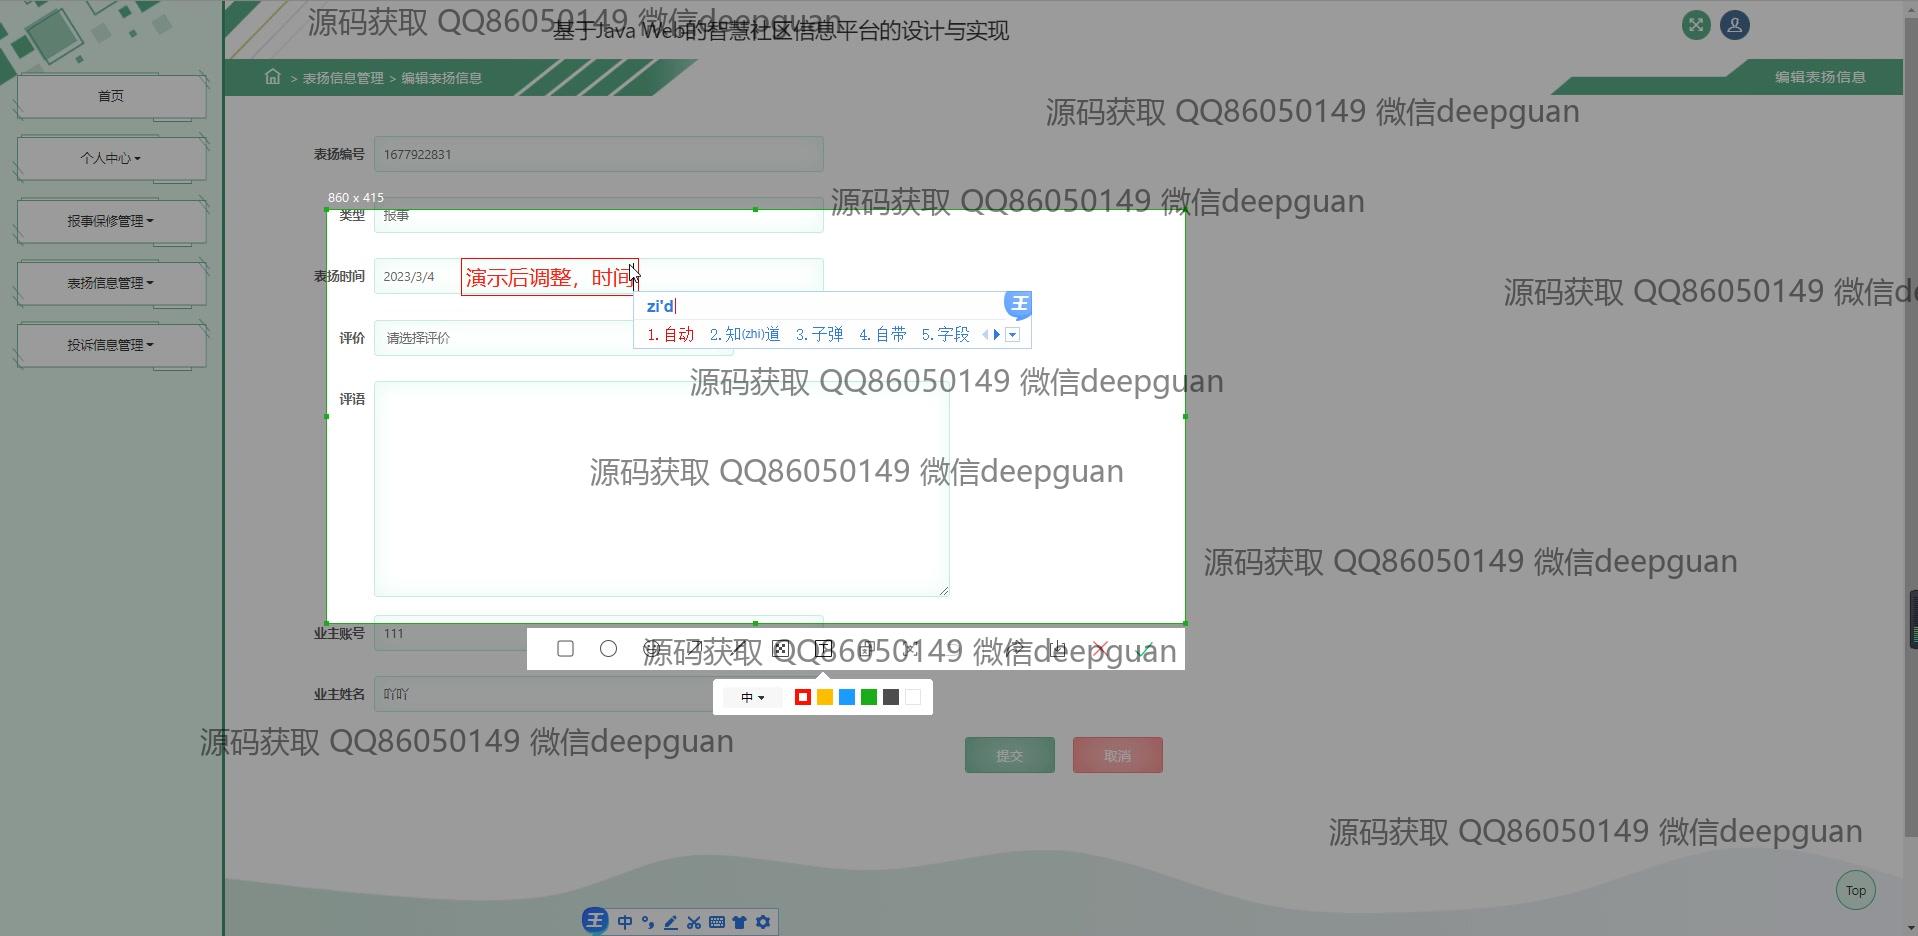 源码获取 QQ86050149 微信deepguan
基于Java Web的智慧社区信息平台的设计与实现
> 表扬信息管理 > 编辑表扬信息
编辑表扬信息
首页
个人中心
报事保修管理
表扬信息管理
投诉信息管理
源码获取 QQ86050149 微信deepguan
表扬编号 1677922831
860 x 415
源码获取 QQ86050149 微信deepguan
类型 报事
表扬时间 2023/3/4 演示后调整，时间
源码获取 QQ86050149 微信de
zi'd
王
1.自动 2.知(zhi)道 3.子弹 4.自带 5.字段
评价 请选择评价
源码获取 QQ86050149 微信deepguan
评语
源码获取 QQ86050149 微信deepguan
源码获取 QQ86050149 微信deepguan
业主账号 111
源码获取 QQ86050149 微信deepguan
业主姓名 吖吖
中
源码获取 QQ86050149 微信deepguan
提交 取消
源码获取 QQ86050149 微信deepguan
Top
王 中